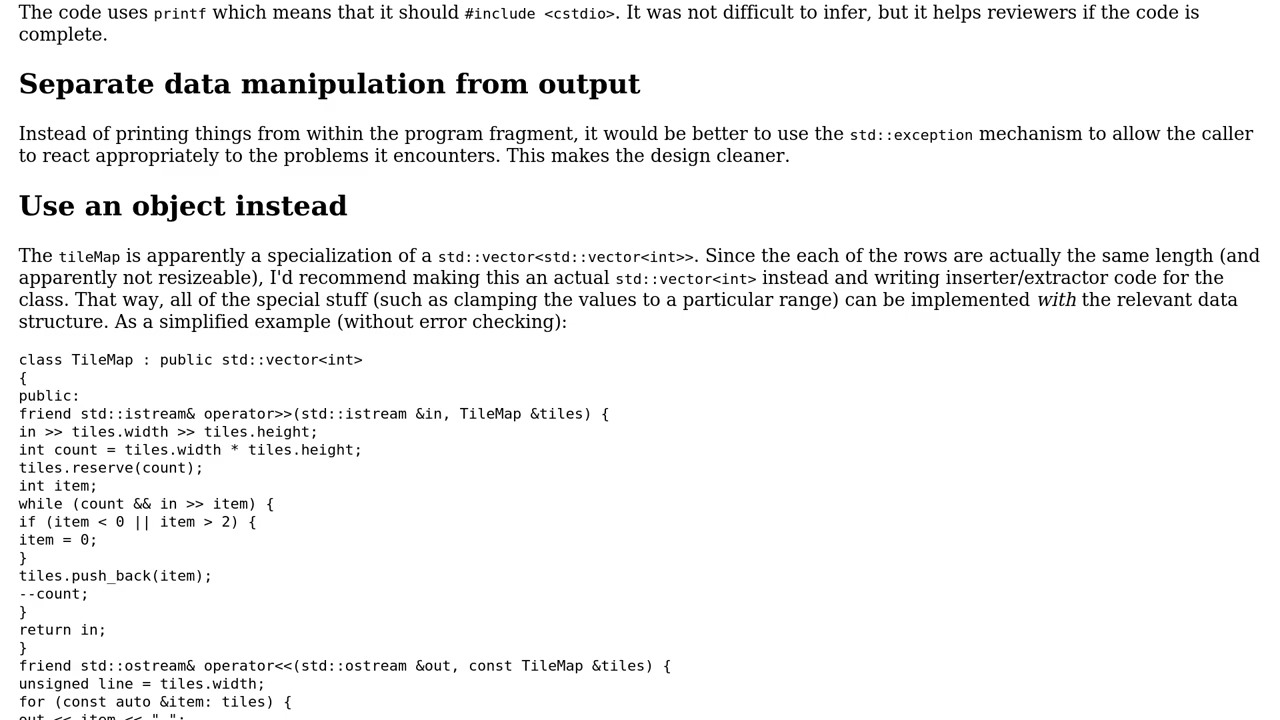 The code uses printf which means that it should #include <cstdio>. It was not difficult to infer, but it helps reviewers if the code is
complete.
Separate data manipulation from output
Instead of printing things from within the program fragment, it would be better to use the std::exception mechanism to allow the caller
to react appropriately to the problems it encounters. This makes the design cleaner.
Use an object instead
The tileMap is apparently a specialization of a std::vector<std::vector<int>>. Since the each of the rows are actually the same length (and
apparently not resizeable), I'd recommend making this an actual std::vector<int> instead and writing inserter/extractor code for the
class. That way, all of the special stuff (such as clamping the values to a particular range) can be implemented with the relevant data
structure. As a simplified example (without error checking):
class TileMap : public std::vector<int>
{
public:
friend std::istream& operator>>(std::istream &in, TileMap &tiles) {
in >> tiles.width >> tiles.height;
int count = tiles.width * tiles.height;
tiles.reserve(count);
int item;
while (count && in >> item) {
if (item < 0 || item > 2) {
item = 0;
}
tiles.push_back(item);
--count;
}
return in;
}
friend std::ostream& operator<<(std::ostream &out, const TileMap &tiles) {
unsigned line = tiles.width;
for (const auto &item: tiles) {
out << item << " ";